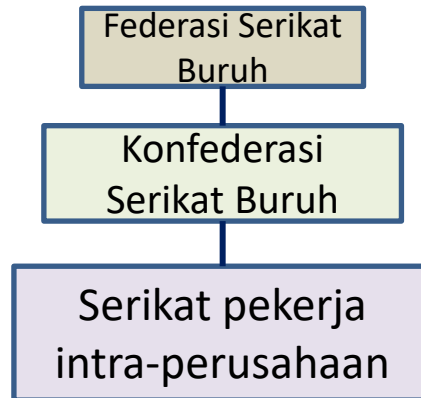 Federasi Serikat
Buruh
Konfederasi
Serikat Buruh
Serikat pekerja
intra-perusahaan